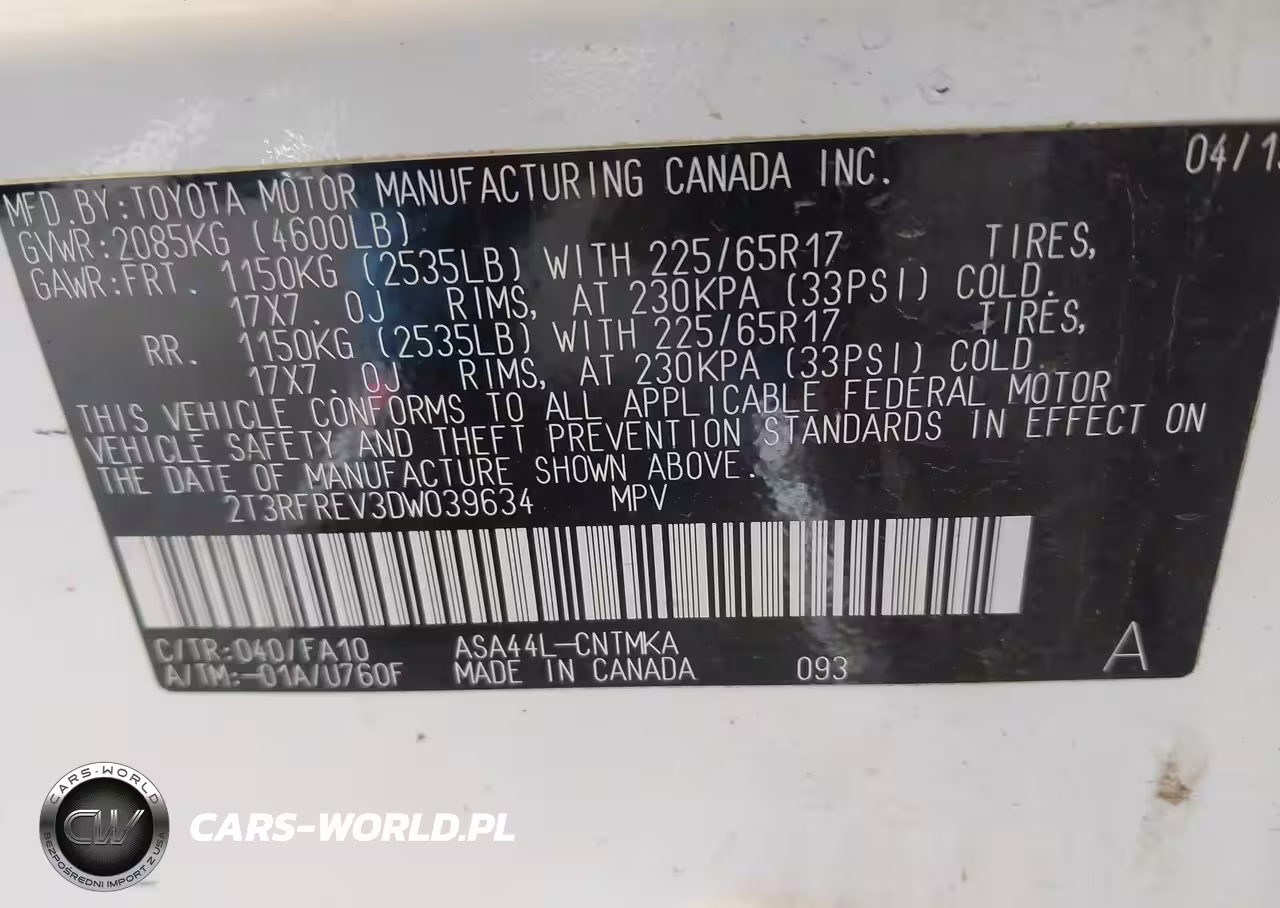 04/1
MFD.BY:TOYOTA MOTOR MANUFACTURING CANADA INC.
GVWR:2085KG (4600LB)
GAWR:FRT. 1150KG (2535LB) WITH 225/65R17 TIRES,
17X7.0J RIMS, AT 230KPA (33PSI) COLD.
RR. 1150KG (2535LB) WITH 225/65R17 TIRES,
17X7.0J RIMS, AT 230KPA (33PSI) COLD
THIS VEHICLE CONFORMS TO ALL APPLICABLE FEDERAL MOTOR
VEHICLE SAFETY AND THEFT PREVENTION STANDARDS IN EFFECT ON
THE DATE OF MANUFACTURE SHOWN ABOVE.
2T3RFREV3DW039634 MPV
C/TR:040/FA10 ASA44L-CNTMKA
A/TM:-01A/U760F MADE IN CANADA 093 A
CARS-WORLD
CW
BEZPOŚREDNI IMPORT Z USA
CARS-WORLD.PL